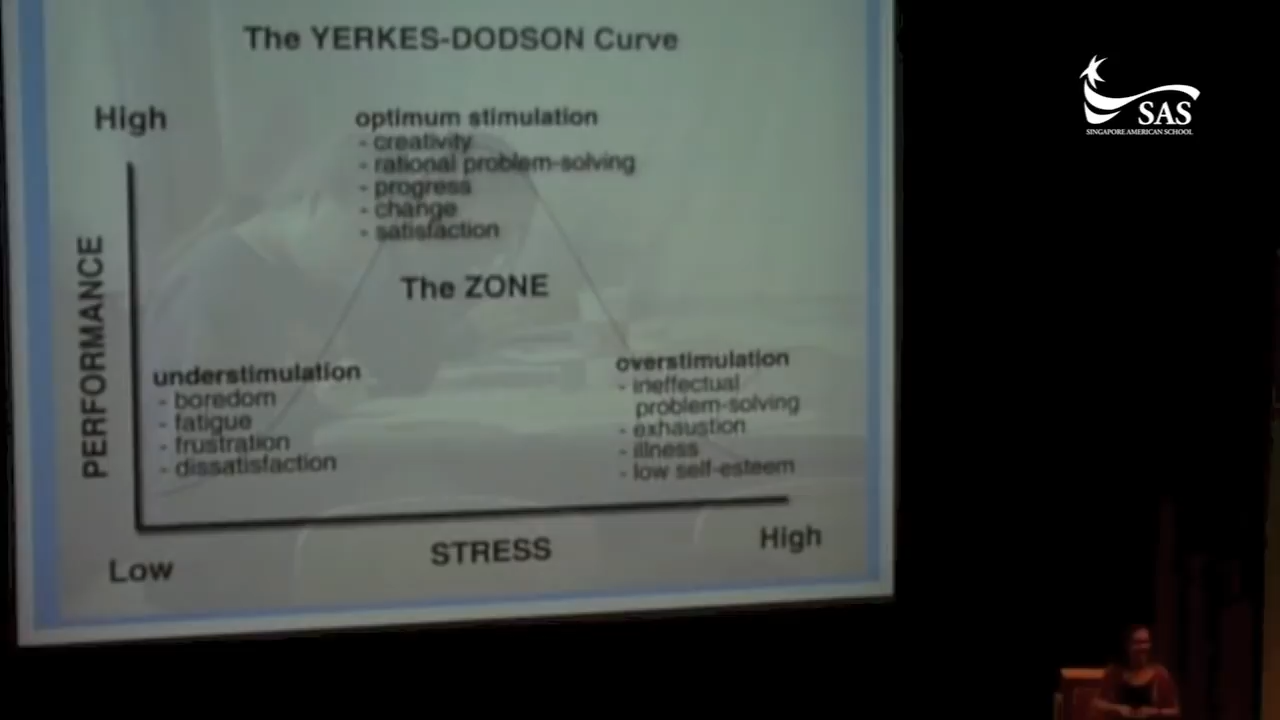 The YERKES-DODSON Curve
High
optimum stimulation
- creativity
- rational problem-solving
- progress
- change
- satisfaction
The ZONE
PERFORMANCE
understimulation
- boredom
- fatigue
- frustration
- dissatisfaction
overstimulation
- ineffectual
problem-solving
- exhaustion
- illness
- low self-esteem
Low
STRESS
High
SAS
SINGAPORE AMERICAN SCHOOL